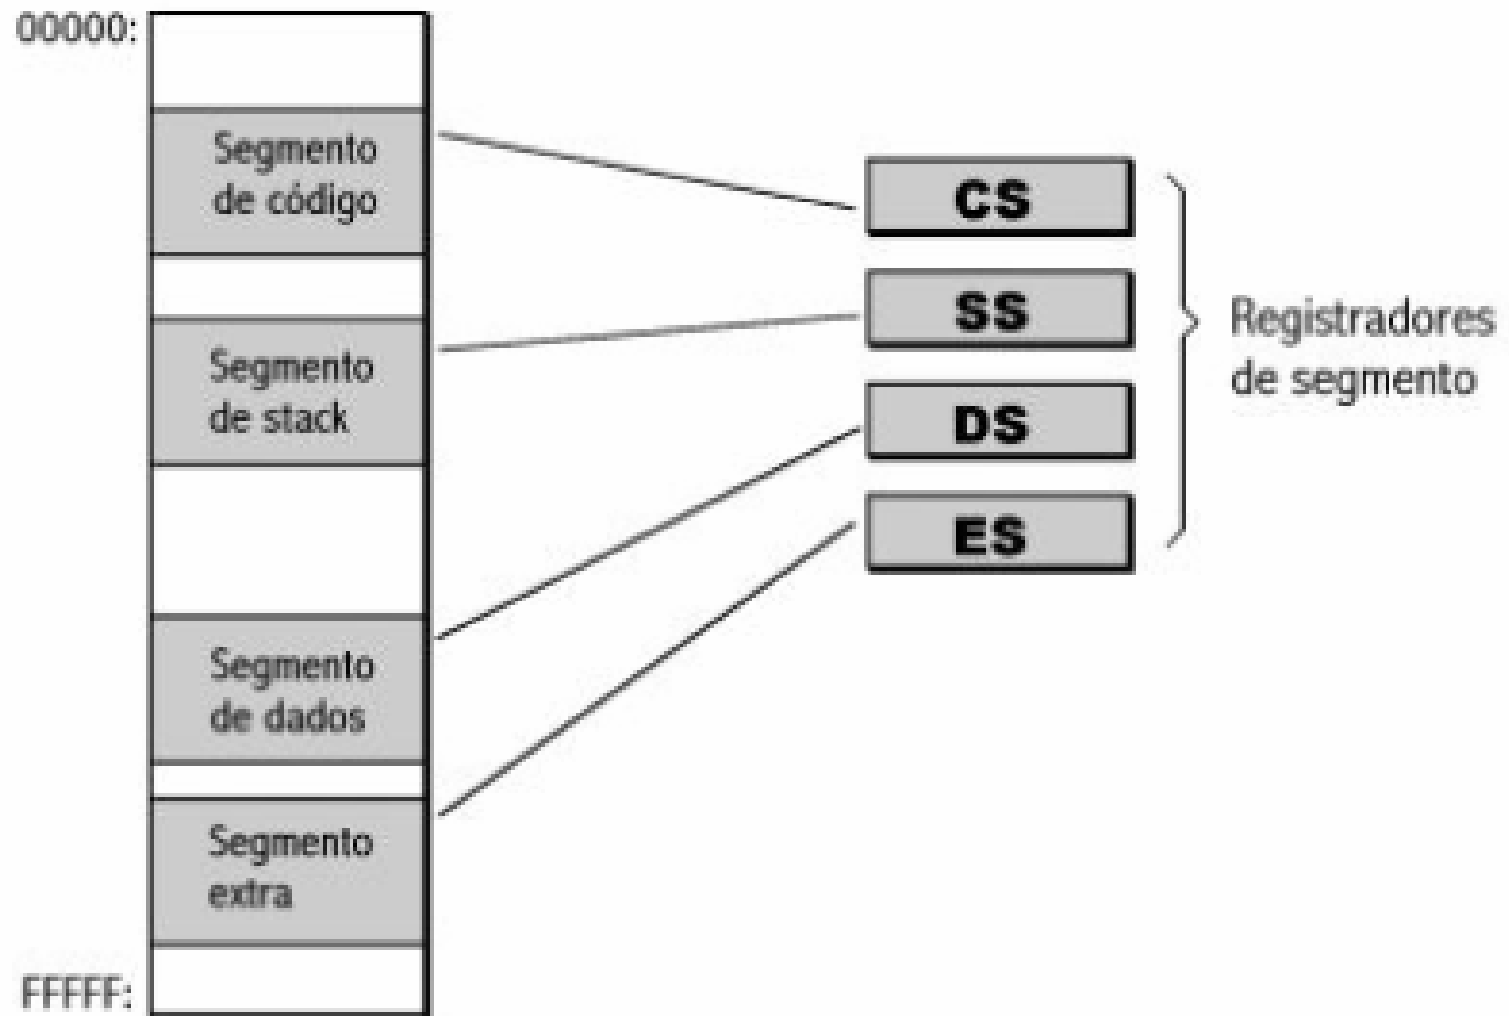 00000:
Segmento
de código
Segmento
de stack
Segmento
de dados
Segmento
extra
FFFFF:
CS
SS
DS
ES
Registradores
de segmento